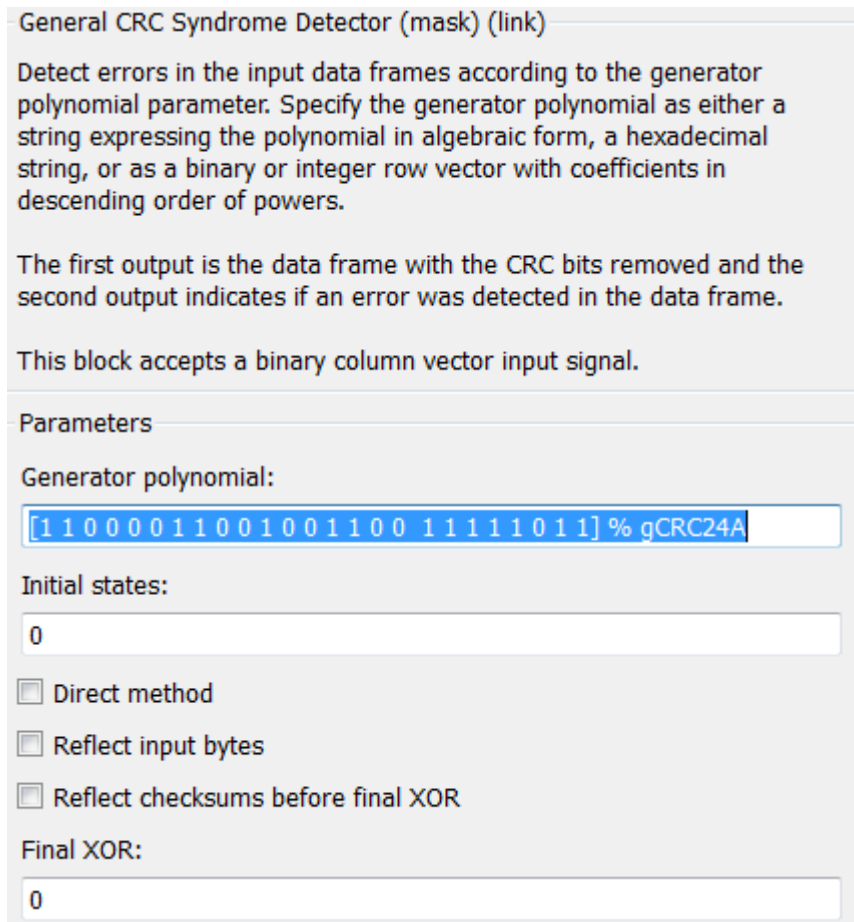 General CRC Syndrome Detector (mask) (link)
Detect errors in the input data frames according to the generator
polynomial parameter. Specify the generator polynomial as either a
string expressing the polynomial in algebraic form, a hexadecimal
string, or as a binary or integer row vector with coefficients in
descending order of powers.
The first output is the data frame with the CRC bits removed and the
second output indicates if an error was detected in the data frame.
This block accepts a binary column vector input signal.
Parameters
Generator polynomial:
[1 1 0 0 0 0 1 1 0 0 1 0 0 1 1 0 0  1 1 1 1 1 0 1 1] % gCRC24A
Initial states:
0
Direct method
Reflect input bytes
Reflect checksums before final XOR
Final XOR:
0